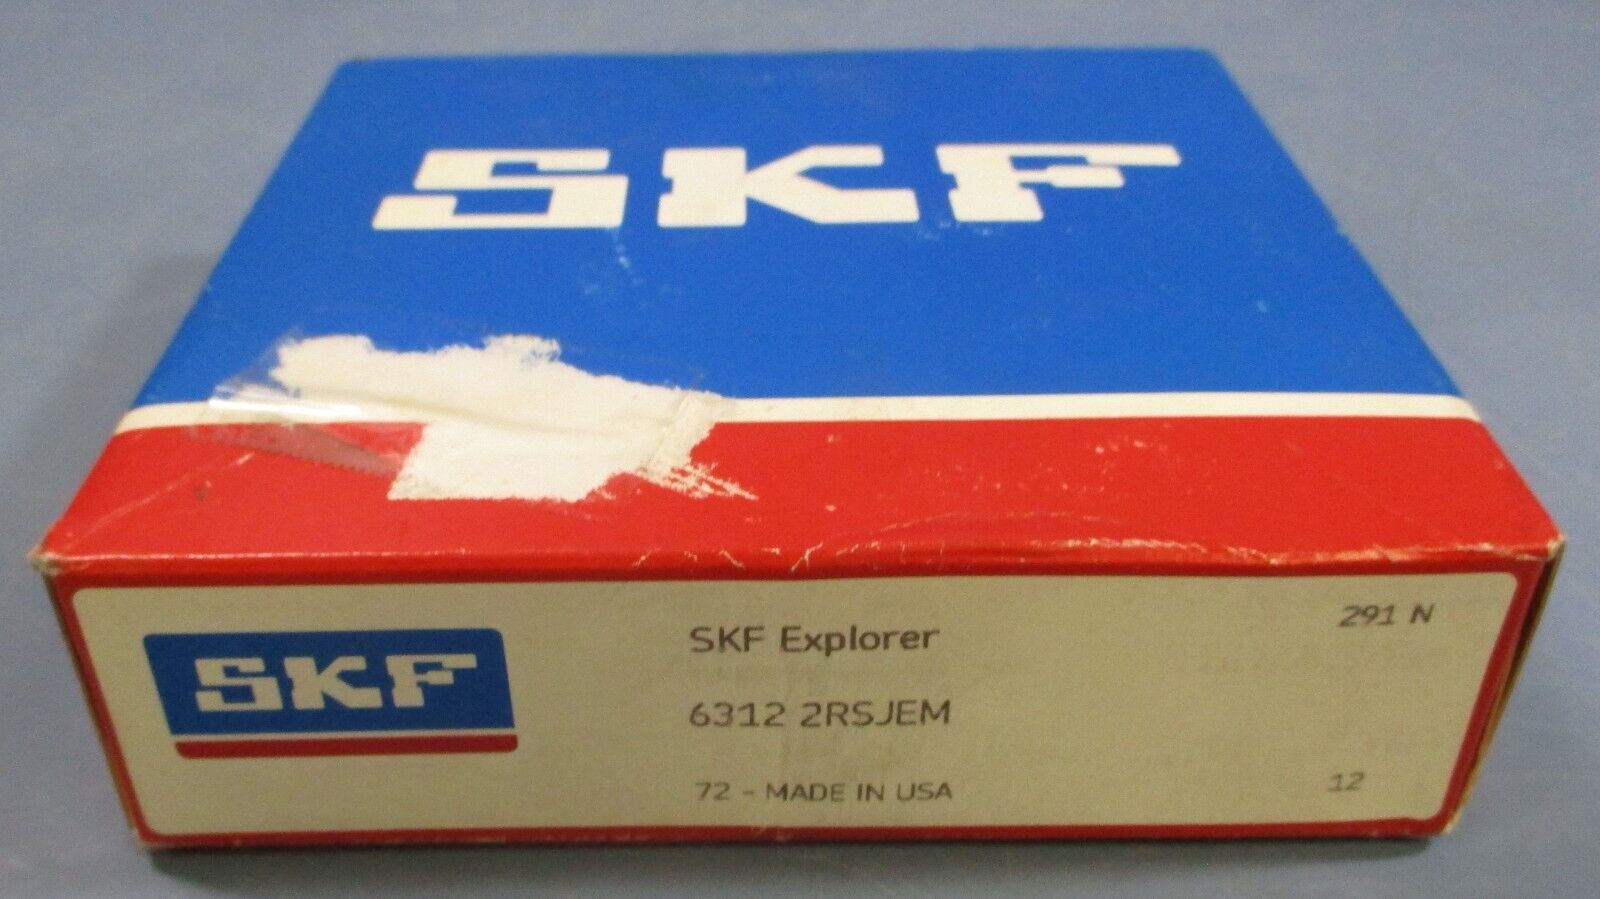 SKF
SKF
SKF Explorer
291 N
6312 2RSJEM
72 - MADE IN USA
12